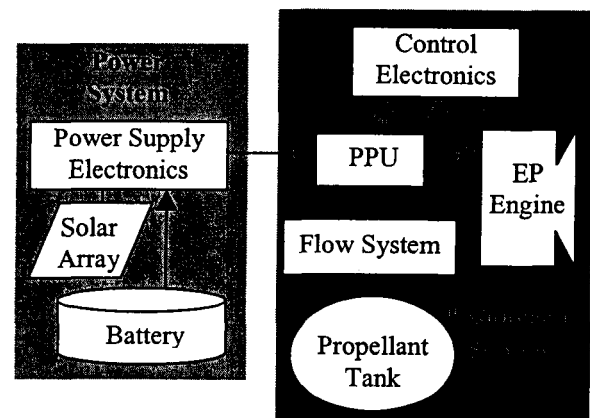 Power
System
Power Supply
Electronics
Solar
Array
Battery
Control
Electronics
PPU
EP
Engine
Flow System
Propellant
Tank